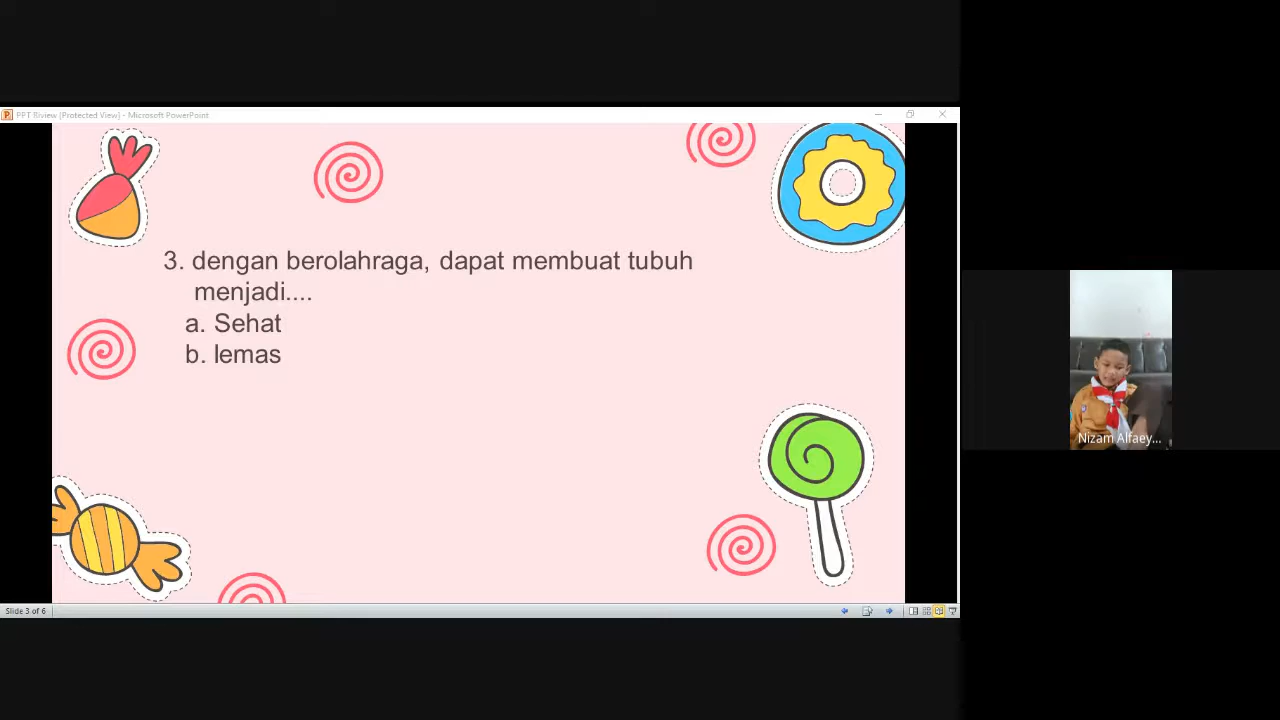 PPT Riview [Protected View] - Microsoft PowerPoint
3. dengan berolahraga, dapat membuat tubuh
menjadi....
a. Sehat
b. lemas
Nizam Alfaey...
Slide 3 of 6